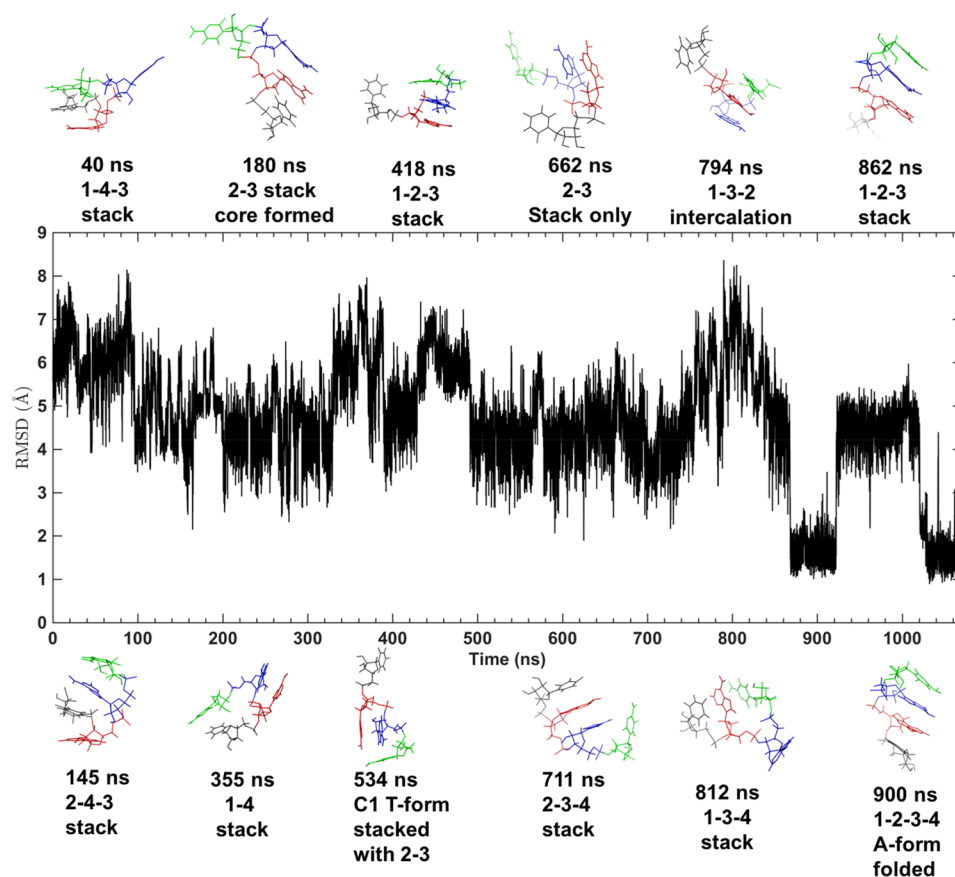 40 ns
1-4-3
stack
180 ns
2-3 stack
core formed
418 ns
1-2-3
stack
662 ns
2-3
Stack only
794 ns
1-3-2
intercalation
862 ns
1-2-3
stack
9
8
7
6
5
4
3
2
1
0
RMSD (Å)
0 100 200 300 400 500 600 700 800 900 1000
Time (ns)
145 ns
2-4-3
stack
355 ns
1-4
stack
534 ns
C1 T-form
stacked
with 2-3
711 ns
2-3-4
stack
812 ns
1-3-4
stack
900 ns
1-2-3-4
A-form
folded